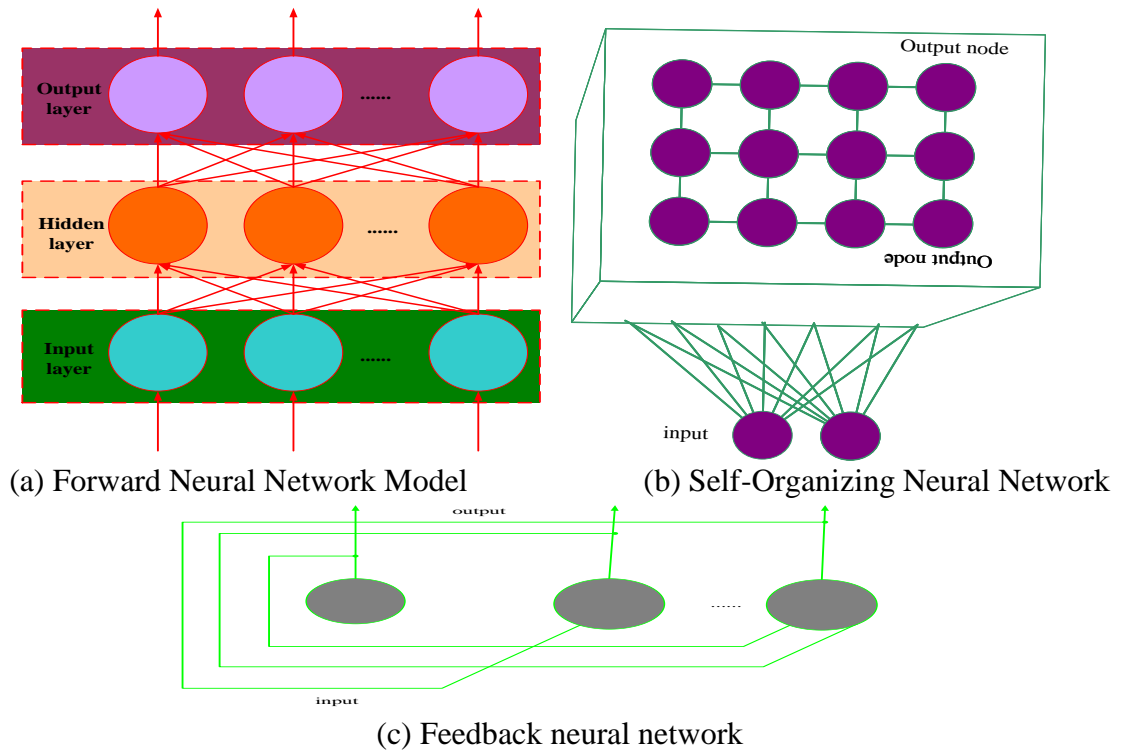 Output
layer
......
Hidden
layer
......
Input
layer
......
(a) Forward Neural Network Model
Output node
Output node
input
(b) Self-Organizing Neural Network
output
......
input
(c) Feedback neural network